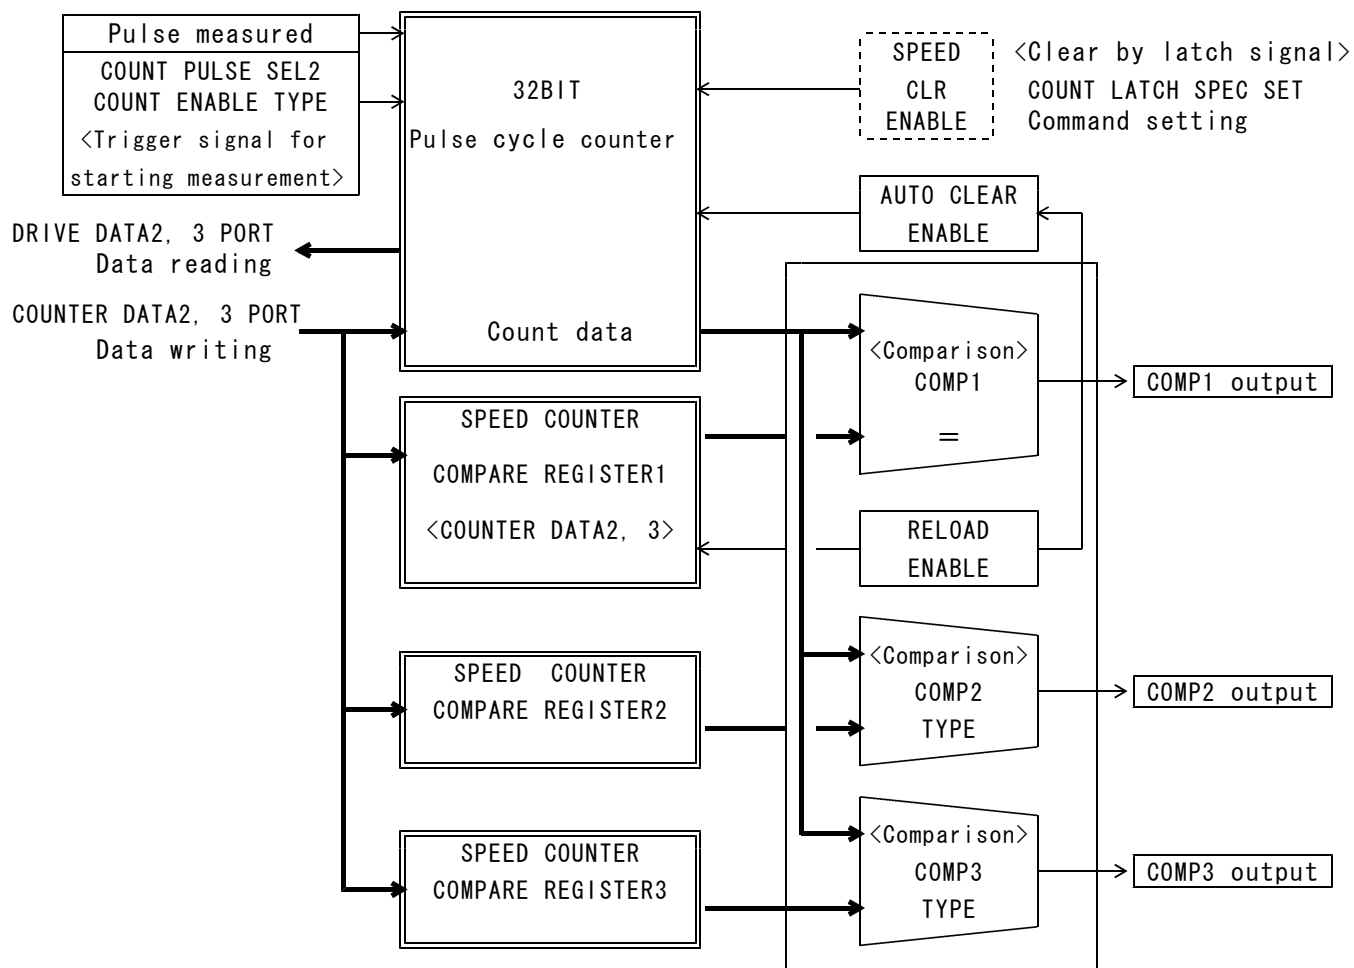 Pulse measured
COUNT PULSE SEL2
COUNT ENABLE TYPE
<Trigger signal for
starting measurement>
32BIT
Pulse cycle counter
Count data
SPEED
CLR
ENABLE
<Clear by latch signal>
COUNT LATCH SPEC SET
Command setting
AUTO CLEAR
ENABLE
DRIVE DATA2, 3 PORT
Data reading
COUNTER DATA2, 3 PORT
Data writing
<Comparison>
COMP1
=
COMP1 output
SPEED COUNTER
COMPARE REGISTER1
<COUNTER DATA2, 3>
RELOAD
ENABLE
SPEED COUNTER
COMPARE REGISTER2
<Comparison>
COMP2
TYPE
COMP2 output
SPEED COUNTER
COMPARE REGISTER3
<Comparison>
COMP3
TYPE
COMP3 output